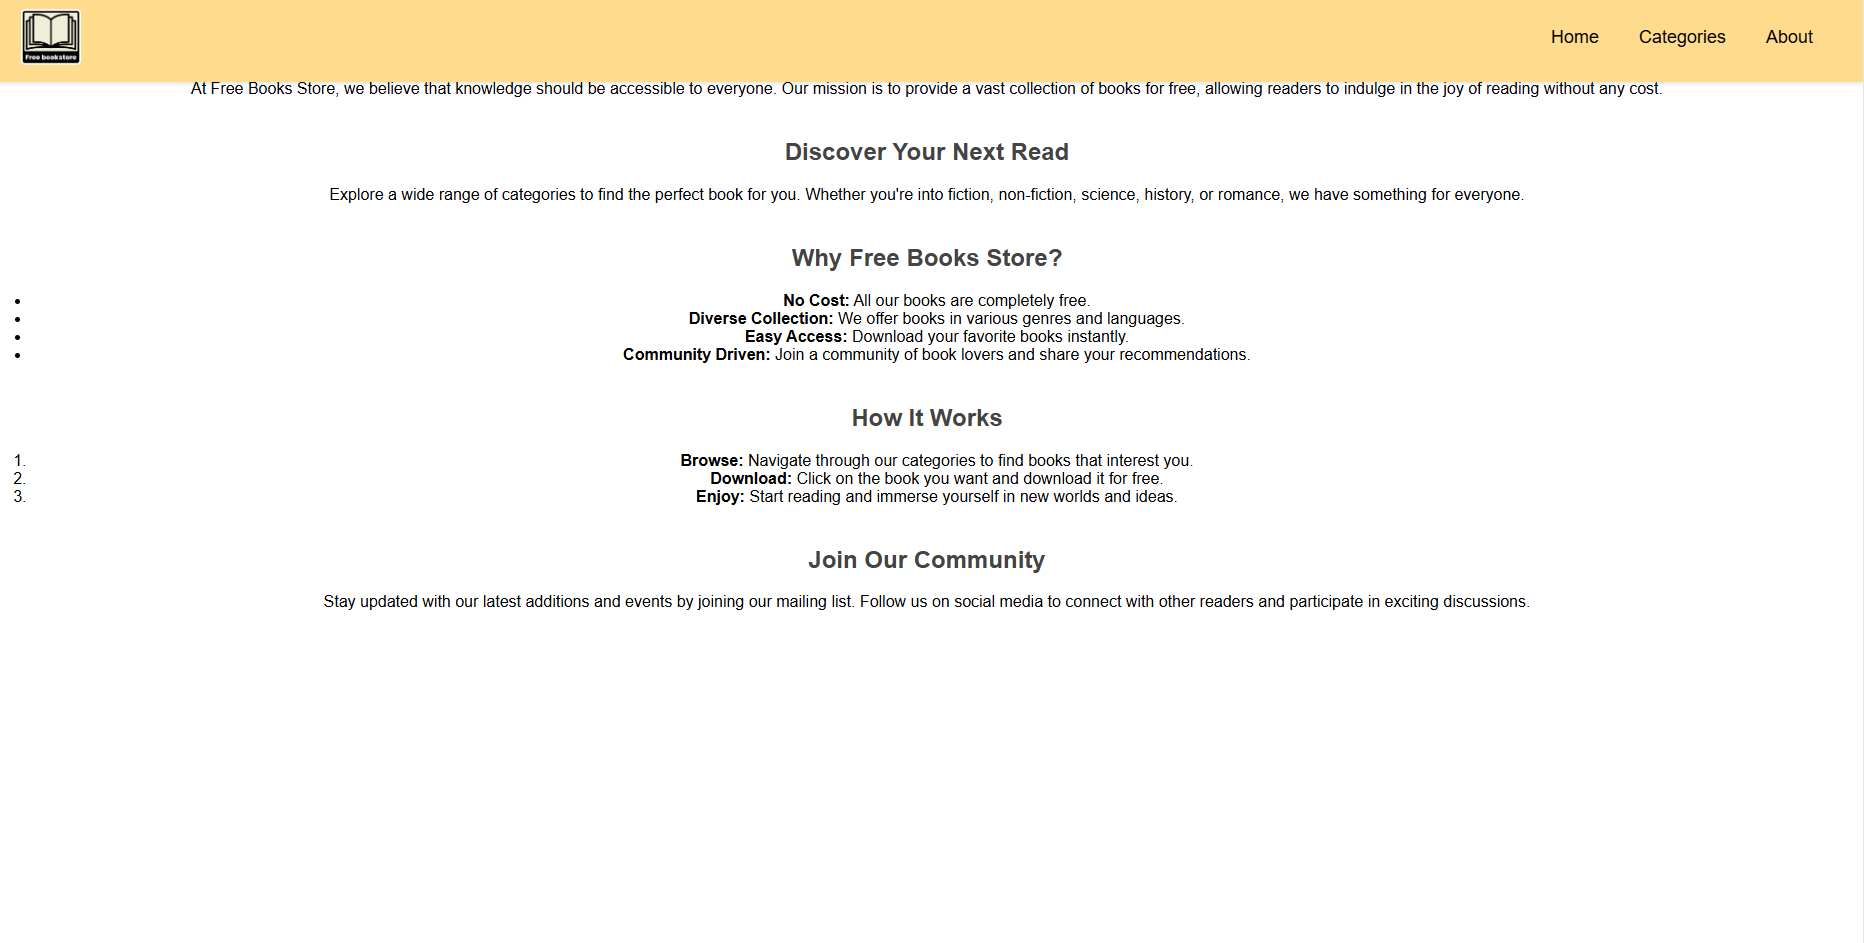 Free bookstore
Home Categories About
At Free Books Store, we believe that knowledge should be accessible to everyone. Our mission is to provide a vast collection of books for free, allowing readers to indulge in the joy of reading without any cost.
Discover Your Next Read
Explore a wide range of categories to find the perfect book for you. Whether you're into fiction, non-fiction, science, history, or romance, we have something for everyone.
Why Free Books Store?
• No Cost: All our books are completely free.
• Diverse Collection: We offer books in various genres and languages.
• Easy Access: Download your favorite books instantly.
• Community Driven: Join a community of book lovers and share your recommendations.
How It Works
1. Browse: Navigate through our categories to find books that interest you.
2. Download: Click on the book you want and download it for free.
3. Enjoy: Start reading and immerse yourself in new worlds and ideas.
Join Our Community
Stay updated with our latest additions and events by joining our mailing list. Follow us on social media to connect with other readers and participate in exciting discussions.